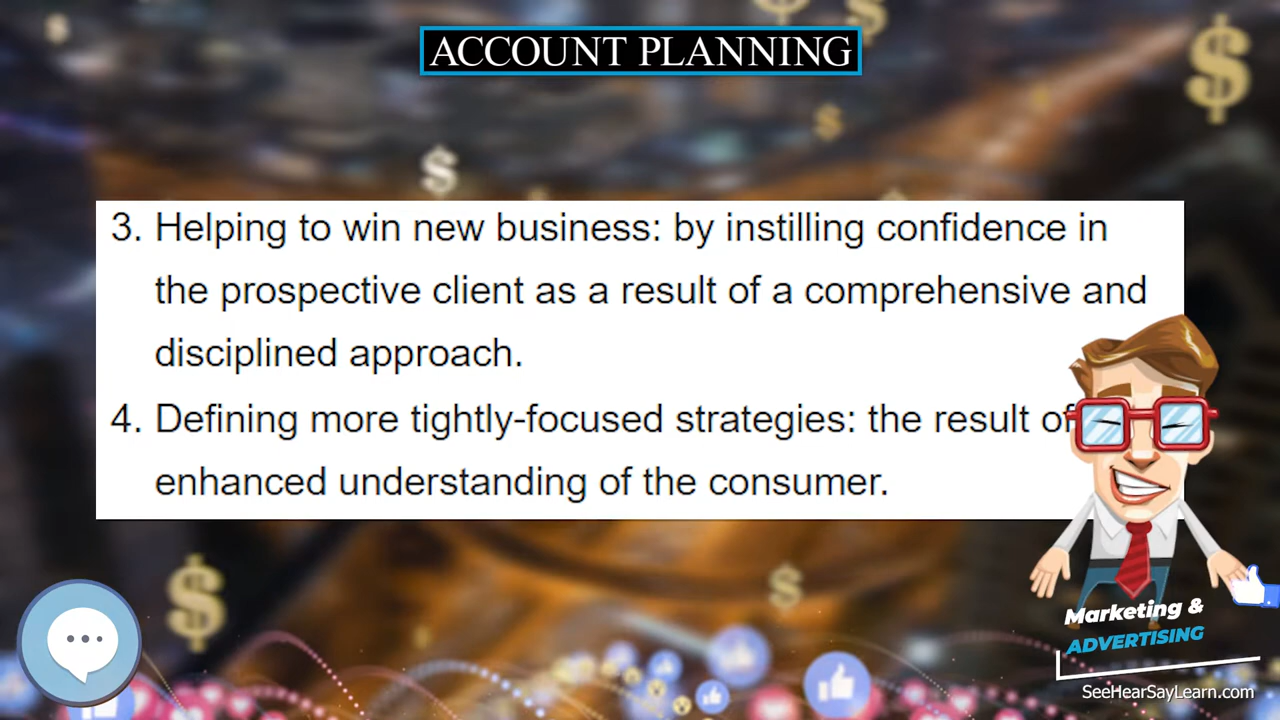 ACCOUNT PLANNING
3. Helping to win new business: by instilling confidence in
the prospective client as a result of a comprehensive and
disciplined approach.
4. Defining more tightly-focused strategies: the result of
enhanced understanding of the consumer.
Marketing &
ADVERTISING
SeeHearSayLearn.com